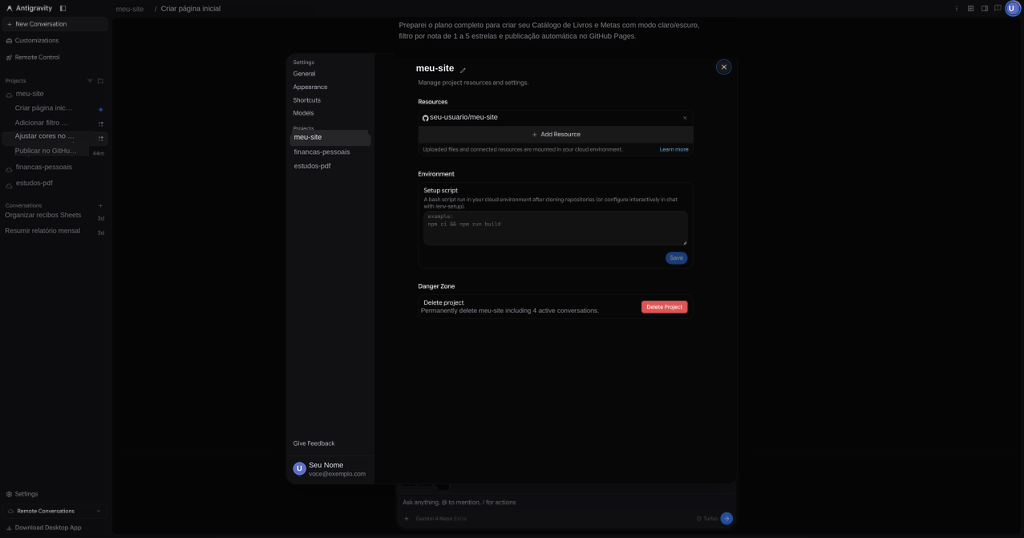 Antigravity
meu-site / Criar página inicial
New Conversation
Customizations
Remote Control
Projects
meu-site
Criar página inic...
Adicionar filtro ...
Ajustar cores no ...
Publicar no GitHu... 44m
financas-pessoais
estudos-pdf
Conversations
Organizar recibos Sheets 3d
Resumir relatório mensal 3d
Settings
Remote Conversations
Download Desktop App
U
Preparei o plano completo para criar seu Catálogo de Livros e Metas com modo claro/escuro,
filtro por nota de 1 a 5 estrelas e publicação automática no GitHub Pages.
Settings
General
Appearance
Shortcuts
Models
Projects
meu-site
financas-pessoais
estudos-pdf
Give Feedback
U
Seu Nome
voce@exemplo.com
meu-site
Manage project resources and settings.
Resources
seu-usuario/meu-site
+ Add Resource
Uploaded files and connected resources are mounted in your cloud environment. Learn more
Environment
Setup script
A bash script run in your cloud environment after cloning repositories (or configure interactively in chat
with /env-setup).
example:
npm ci && npm run build
Save
Danger Zone
Delete project
Permanently delete meu-site including 4 active conversations.
Delete Project
Ask anything, @ to mention, / for actions
Turbo